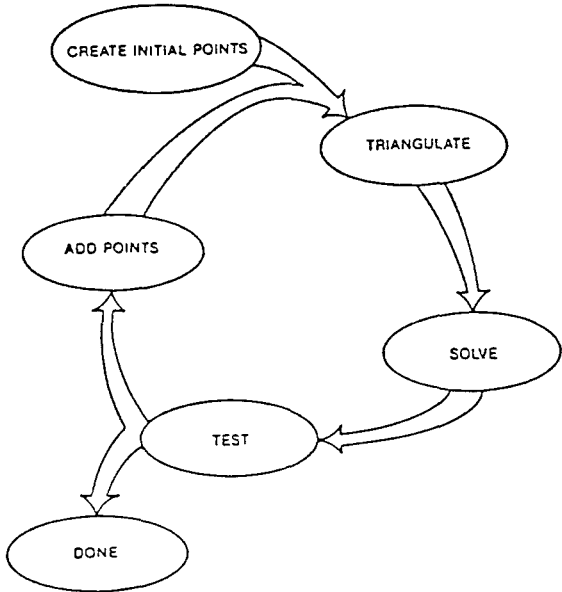 CREATE INITIAL POINTS
TRIANGULATE
ADD POINTS
SOLVE
TEST
DONE